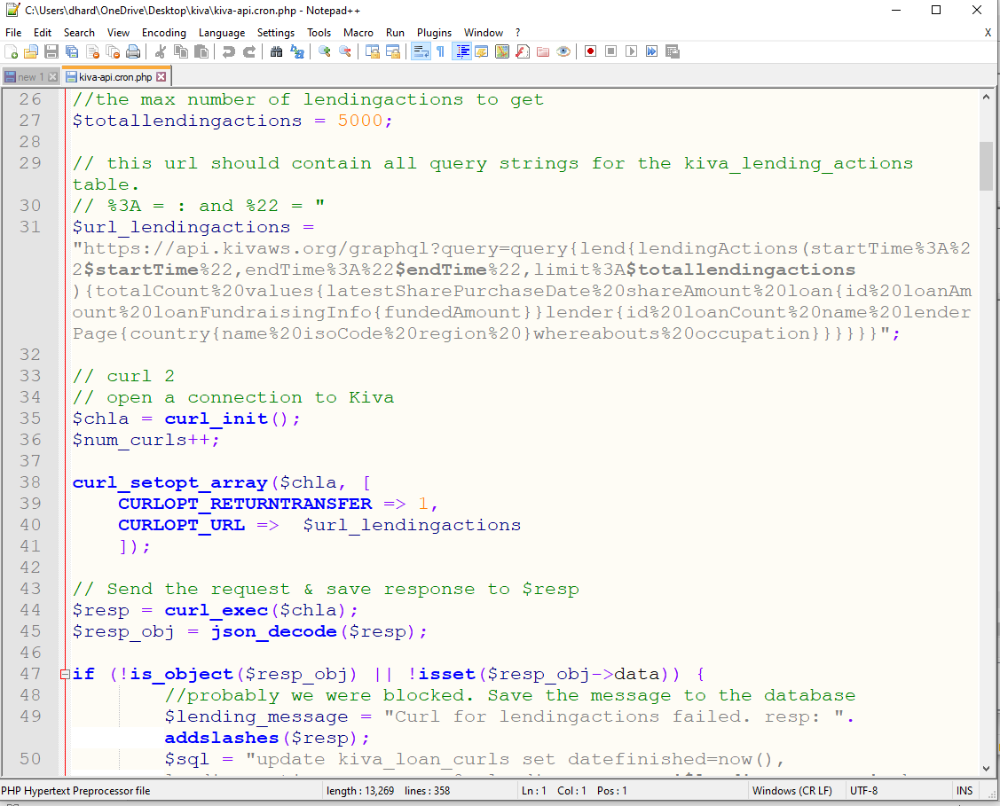 C:\Users\dhard\OneDrive\Desktop\kiva\kiva-api.cron.php - Notepad++
File Edit Search View Encoding Language Settings Tools Macro Run Plugins Window ? X
new 1 kiva-api.cron.php
26 //the max number of lendingactions to get
27 $totallendingactions = 5000;
28
29 // this url should contain all query strings for the kiva_lending_actions
table.
30 // %3A = : and %22 = "
31 $url_lendingactions =
"https://api.kivaws.org/graphql?query=query{lend{lendingActions(startTime%3A%2
2$startTime%22,endTime%3A%22$endTime%22,limit%3A$totallendingactions
){totalCount%20values{latestSharePurchaseDate%20shareAmount%20loan{id%20loanAm
ount%20loanFundraisingInfo{fundedAmount}}lender{id%20loanCount%20name%20lender
Page{country{name%20isoCode%20region%20}whereabouts%20occupation}}}}}}";
32
33 // curl 2
34 // open a connection to Kiva
35 $chla = curl_init();
36 $num_curls++;
37
38 curl_setopt_array($chla, [
39 CURLOPT_RETURNTRANSFER => 1,
40 CURLOPT_URL => $url_lendingactions
41 ]);
42
43 // Send the request & save response to $resp
44 $resp = curl_exec($chla);
45 $resp_obj = json_decode($resp);
46
47 if (!is_object($resp_obj) || !isset($resp_obj->data)) {
48 //probably we were blocked. Save the message to the database
49 $lending_message = "Curl for lendingactions failed. resp: ".
addslashes($resp);
50 $sql = "update kiva_loan_curls set datefinished=now(),
PHP Hypertext Preprocessor file length : 13,269 lines : 358 Ln : 1 Col : 1 Pos : 1 Windows (CR LF) UTF-8 INS